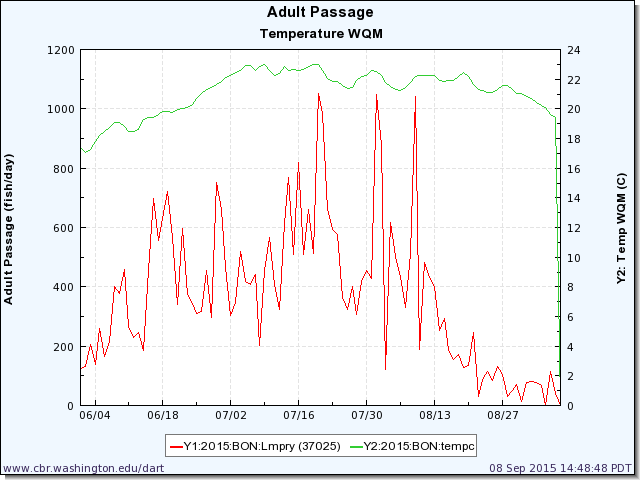 Adult Passage
Temperature WQM
Adult Passage (fish/day)
1200
1000
800
600
400
200
0
24
22
20
18
16
14
12
10
8
6
4
2
0
Y2: Temp WQM (C)
06/04 06/18 07/02 07/16 07/30 08/13 08/27
Y1:2015:BON:Lmpry (37025) Y2:2015:BON:tempc
www.cbr.washington.edu/dart 08 Sep 2015 14:48:48 PDT